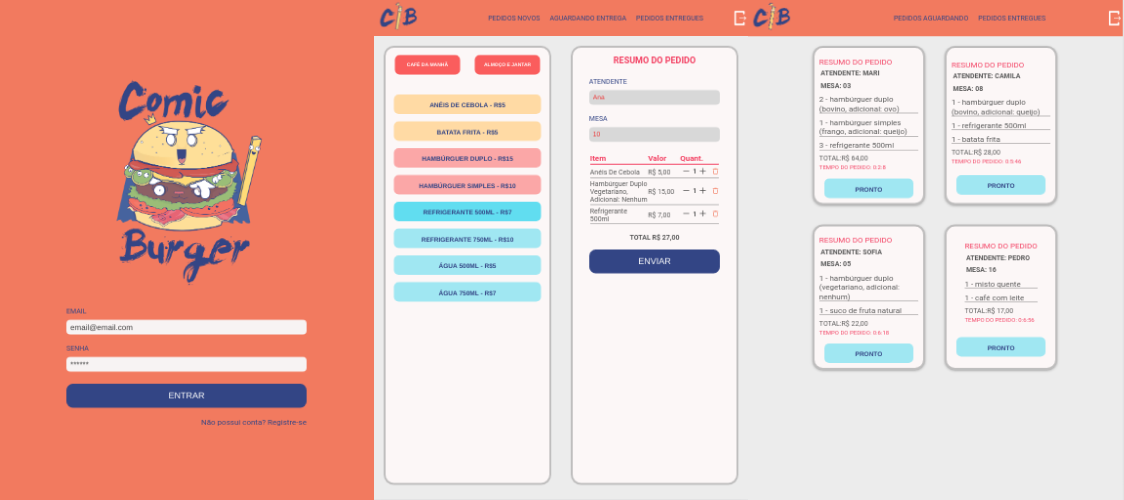 Comic
Burger
EMAIL
email@email.com
SENHA
******
ENTRAR
Não possui conta? Registre-se
CIB
PEDIDOS NOVOS
AGUARDANDO ENTREGA
PEDIDOS ENTREGUES
CAFÉ DA MANHÃ
ALMOÇO E JANTAR
ANÉIS DE CEBOLA - R$5
BATATA FRITA - R$5
HAMBÚRGUER DUPLO - R$15
HAMBÚRGUER SIMPLES - R$10
REFRIGERANTE 500ML - R$7
REFRIGERANTE 750ML - R$10
ÁGUA 500ML - R$5
ÁGUA 750ML - R$7
RESUMO DO PEDIDO
ATENDENTE
Ana
MESA
10
Item Valor Quant.
Anéis De Cebola R$ 5,00 − 1 +
Hambúrguer Duplo
Vegetariano, R$ 15,00 − 1 +
Adicional: Nenhum
Refrigerante
500ml R$ 7,00 − 1 +
TOTAL R$ 27,00
ENVIAR
CIB
PEDIDOS AGUARDANDO
PEDIDOS ENTREGUES
RESUMO DO PEDIDO
ATENDENTE: MARI
MESA: 03
2 - hambúrguer duplo
(bovino, adicional: ovo)
1 - hambúrguer simples
(frango, adicional: queijo)
3 - refrigerante 500ml
TOTAL:R$ 64,00
TEMPO DO PEDIDO: 0:2:8
PRONTO
RESUMO DO PEDIDO
ATENDENTE: CAMILA
MESA: 08
1 - hambúrguer duplo
(bovino, adicional: queijo)
1 - refrigerante 500ml
1 - batata frita
TOTAL:R$ 28,00
TEMPO DO PEDIDO: 0:5:46
PRONTO
RESUMO DO PEDIDO
ATENDENTE: SOFIA
MESA: 05
1 - hambúrguer duplo
(vegetariano, adicional:
nenhum)
1 - suco de fruta natural
TOTAL:R$ 22,00
TEMPO DO PEDIDO: 0:6:18
PRONTO
RESUMO DO PEDIDO
ATENDENTE: PEDRO
MESA: 16
1 - misto quente
1 - café com leite
TOTAL:R$ 17,00
TEMPO DO PEDIDO: 0:6:56
PRONTO